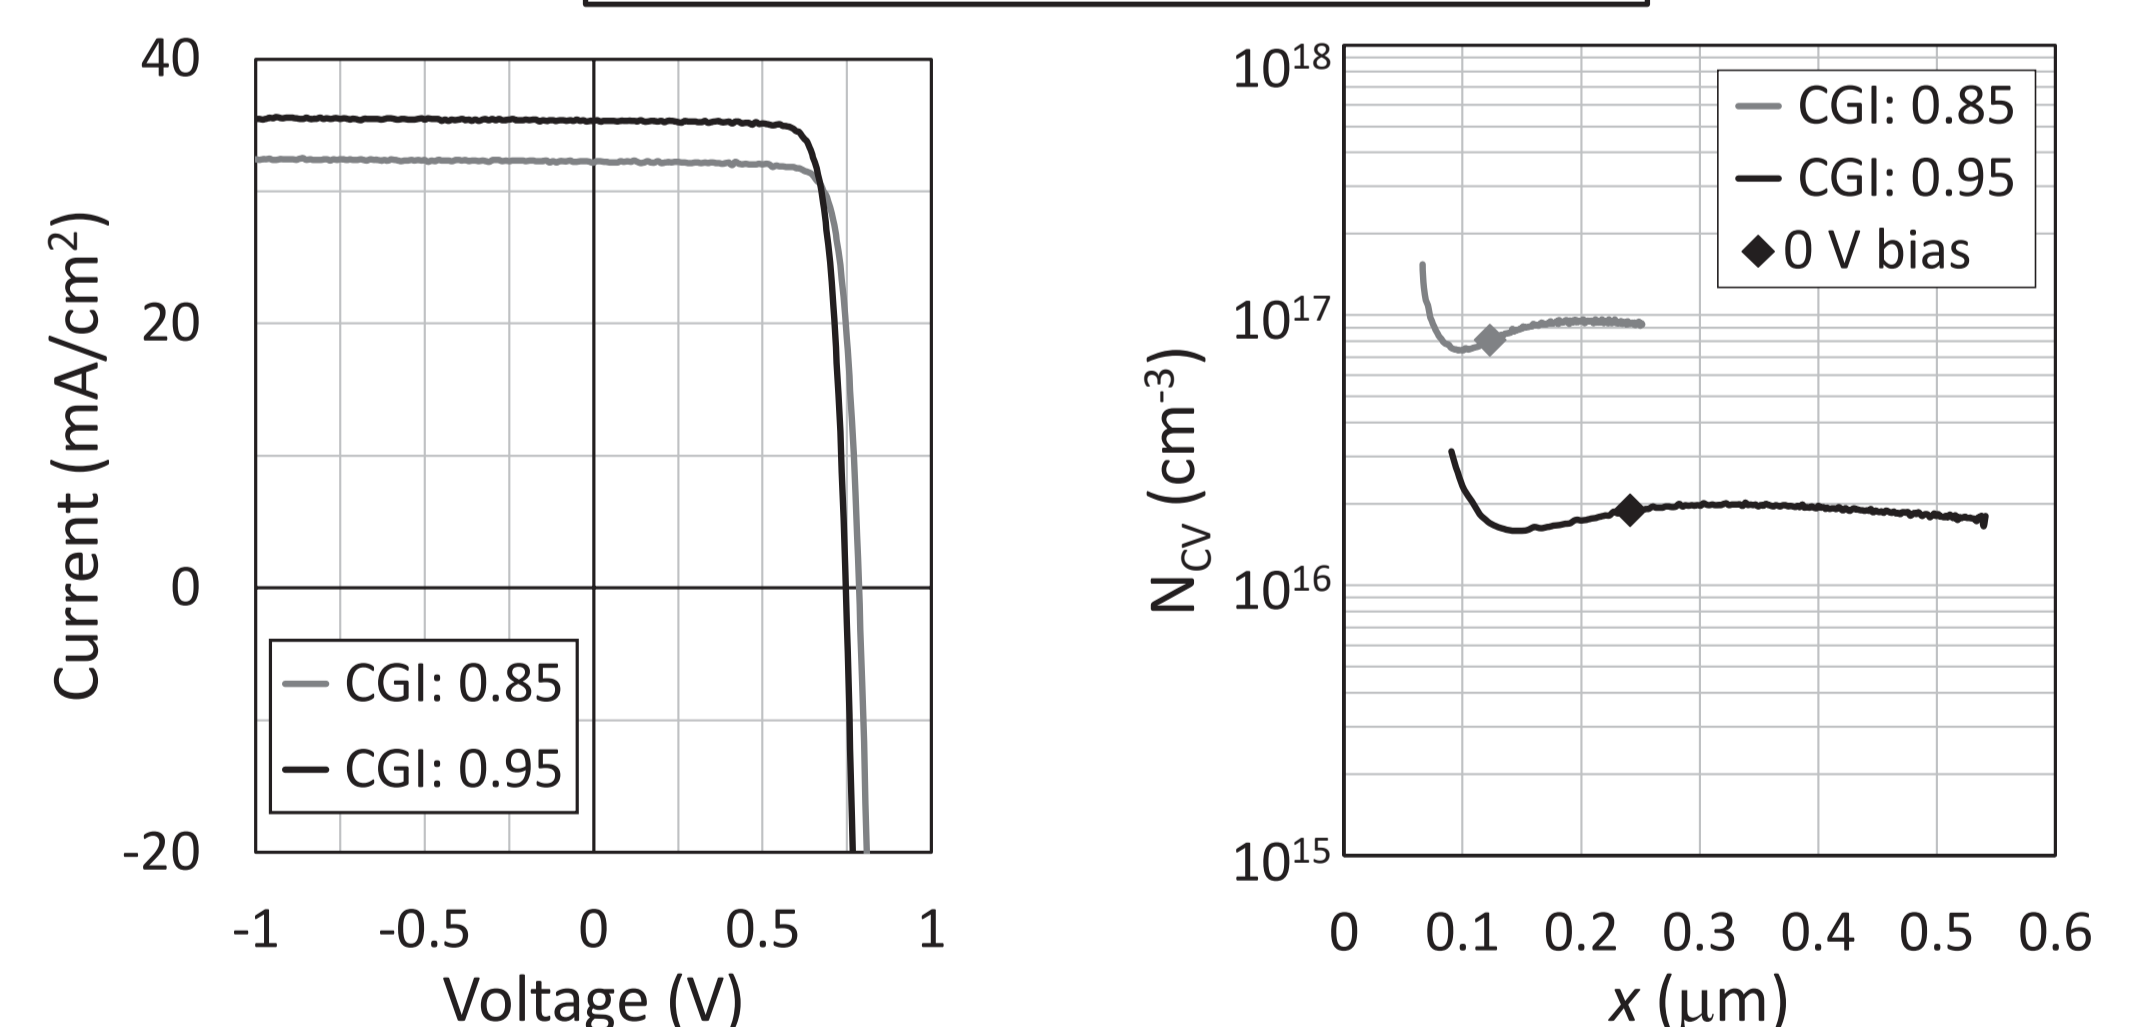 40
20
0
-20
-1 -0.5 0 0.5 1
Current (mA/cm²)
Voltage (V)
CGI: 0.85
CGI: 0.95
10¹⁸
10¹⁷
10¹⁶
10¹⁵
0 0.1 0.2 0.3 0.4 0.5 0.6
N_CV (cm⁻³)
x (μm)
CGI: 0.85
CGI: 0.95
0 V bias